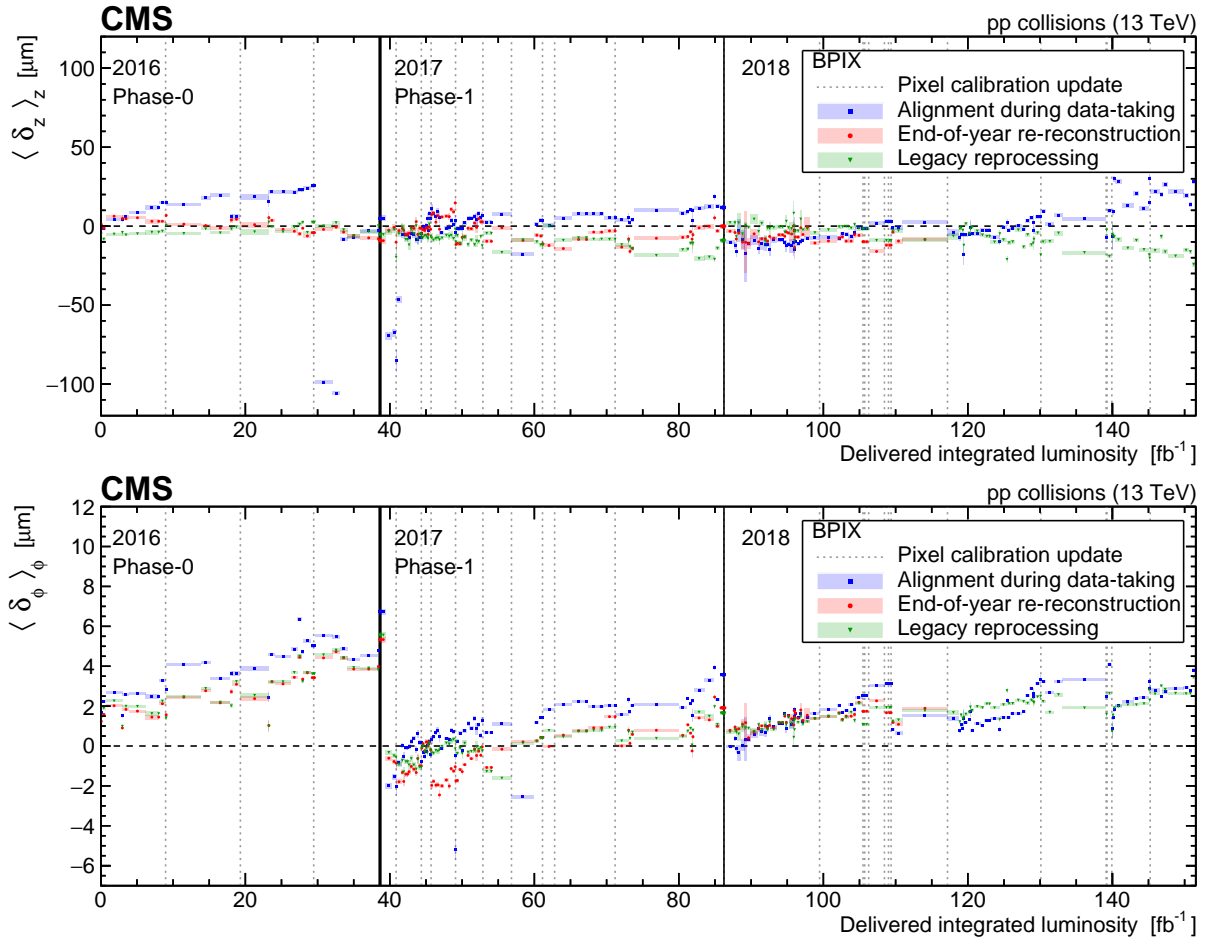 CMS pp collisions (13 TeV)
⟨ δz ⟩z [μm]
100
50
0
−50
−100
2016
Phase-0
2017
Phase-1
2018
BPIX
Pixel calibration update
Alignment during data-taking
End-of-year re-reconstruction
Legacy reprocessing
0 20 40 60 80 100 120 140
Delivered integrated luminosity [fb-1]
CMS pp collisions (13 TeV)
⟨ δφ ⟩φ [μm]
12
10
8
6
4
2
0
−2
−4
−6
2016
Phase-0
2017
Phase-1
2018
BPIX
Pixel calibration update
Alignment during data-taking
End-of-year re-reconstruction
Legacy reprocessing
0 20 40 60 80 100 120 140
Delivered integrated luminosity [fb-1]